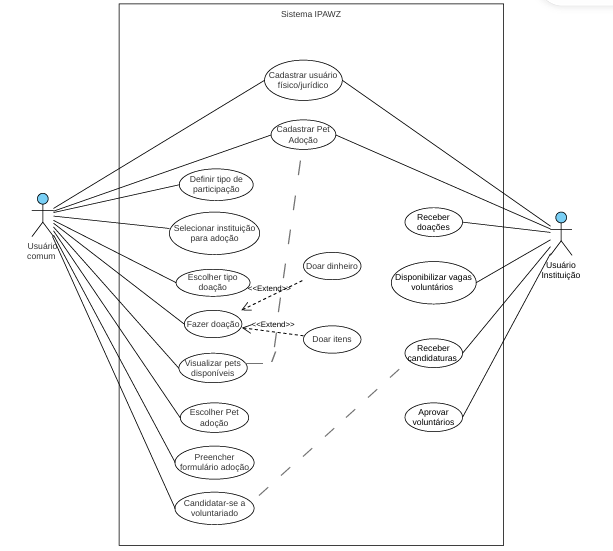 Sistema IPAWZ
Cadastrar usuário
físico/jurídico
Cadastrar Pet
Adoção
Definir tipo de
participação
Selecionar instituição
para adoção
Receber
doações
Usuário
comum
Usuário
Instituição
Doar dinheiro
Escolher tipo
doação
<<Extend>>
Disponibilizar vagas
voluntários
Fazer doação
<<Extend>>
Doar itens
Visualizar pets
disponíveis
Receber
candidaturas
Escolher Pet
adoção
Aprovar
voluntários
Preencher
formulário adoção
Candidatar-se a
voluntariado